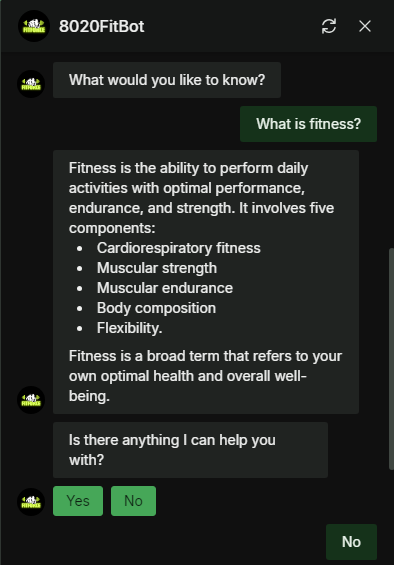 8020FitBot
What would you like to know?
What is fitness?
Fitness is the ability to perform daily
activities with optimal performance,
endurance, and strength. It involves five
components:
• Cardiorespiratory fitness
• Muscular strength
• Muscular endurance
• Body composition
• Flexibility.
Fitness is a broad term that refers to your
own optimal health and overall well-
being.
Is there anything I can help you
with?
Yes No
No